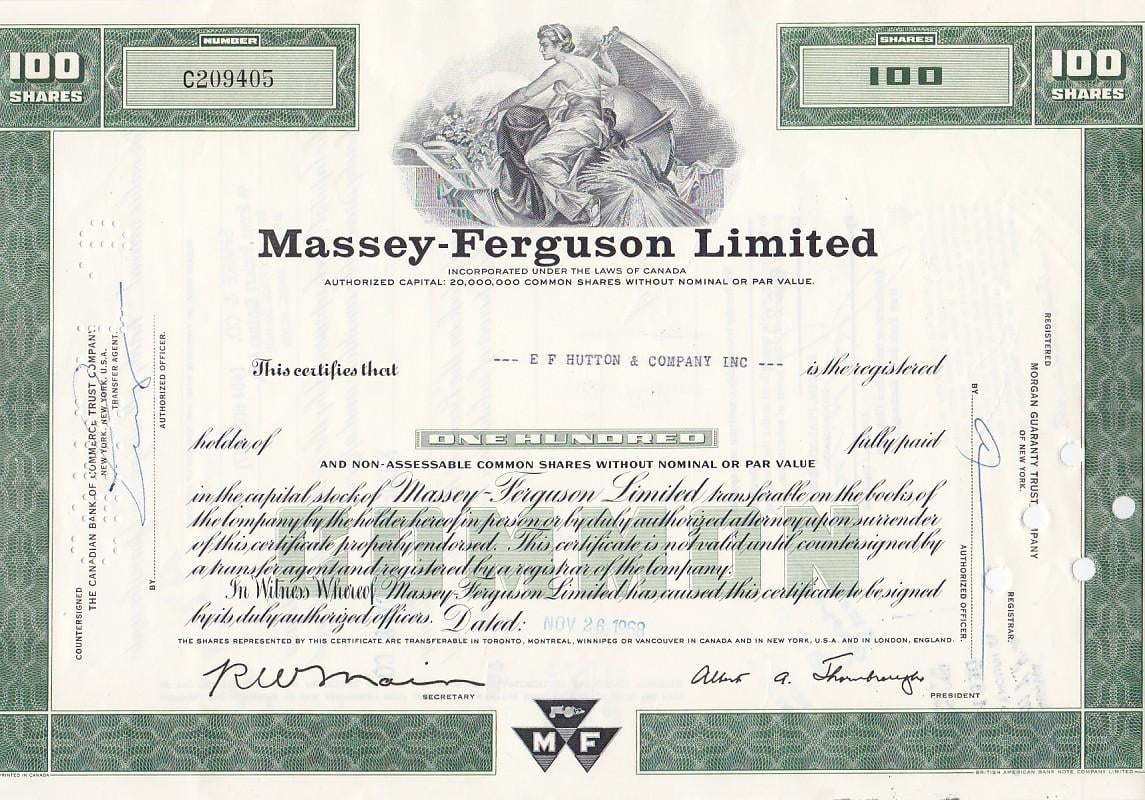 100
SHARES
NUMBER
C209405
SHARES
100
100
SHARES
Massey-Ferguson Limited
INCORPORATED UNDER THE LAWS OF CANADA
AUTHORIZED CAPITAL: 20,000,000 COMMON SHARES WITHOUT NOMINAL OR PAR VALUE.
This certifies that --- E F HUTTON & COMPANY INC --- is the registered
holder of ONE HUNDRED fully paid
AND NON-ASSESSABLE COMMON SHARES WITHOUT NOMINAL OR PAR VALUE
in the capital stock of Massey-Ferguson Limited, transferable on the books of
the company by the holder hereof in person or by duly authorized attorney upon surrender
of this certificate properly endorsed. This certificate is not valid until countersigned by
a transfer agent and registered by a registrar of the company.
In Witness Whereof Massey-Ferguson Limited, has caused this certificate to be signed
by its duly authorized officers. Dated: NOV 26 1968
COMMON
THE SHARES REPRESENTED BY THIS CERTIFICATE ARE TRANSFERABLE IN TORONTO, MONTREAL, WINNIPEG OR VANCOUVER IN CANADA AND IN NEW YORK, U.S.A. AND IN LONDON, ENGLAND.
R W Main
SECRETARY
Albert A. Thornbrough
PRESIDENT
COUNTERSIGNED
THE CANADIAN BANK OF COMMERCE TRUST COMPANY,
NEW YORK, NEW YORK, U.S.A.
TRANSFER AGENT.
BY
AUTHORIZED OFFICER.
REGISTERED
MORGAN GUARANTY TRUST COMPANY
OF NEW YORK.
REGISTRAR.
BY
AUTHORIZED OFFICER.
M F
PRINTED IN CANADA
BRITISH AMERICAN BANK NOTE COMPANY LIMITED